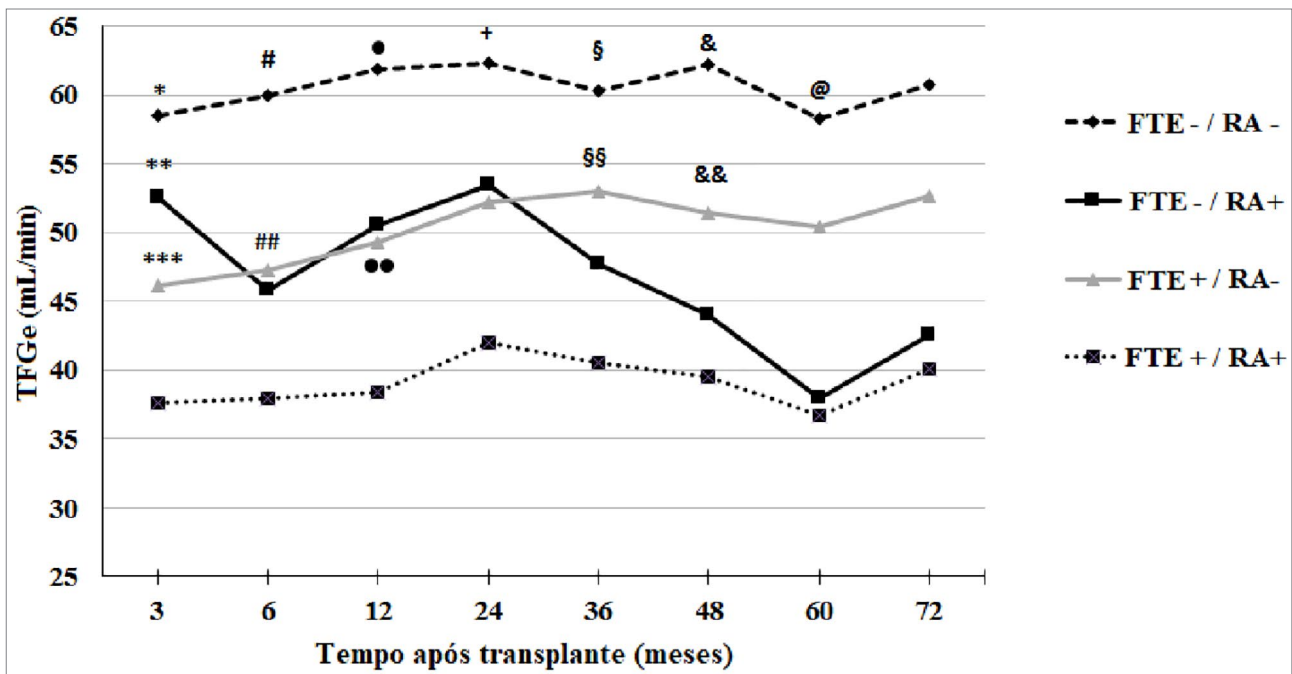 TFGe (mL/min)
65
60
55
50
45
40
35
30
25
* # ● + § & @
** §§ &&
*** ## ●●
3 6 12 24 36 48 60 72
Tempo após transplante (meses)
FTE - / RA -
FTE - / RA+
FTE + / RA-
FTE + / RA+